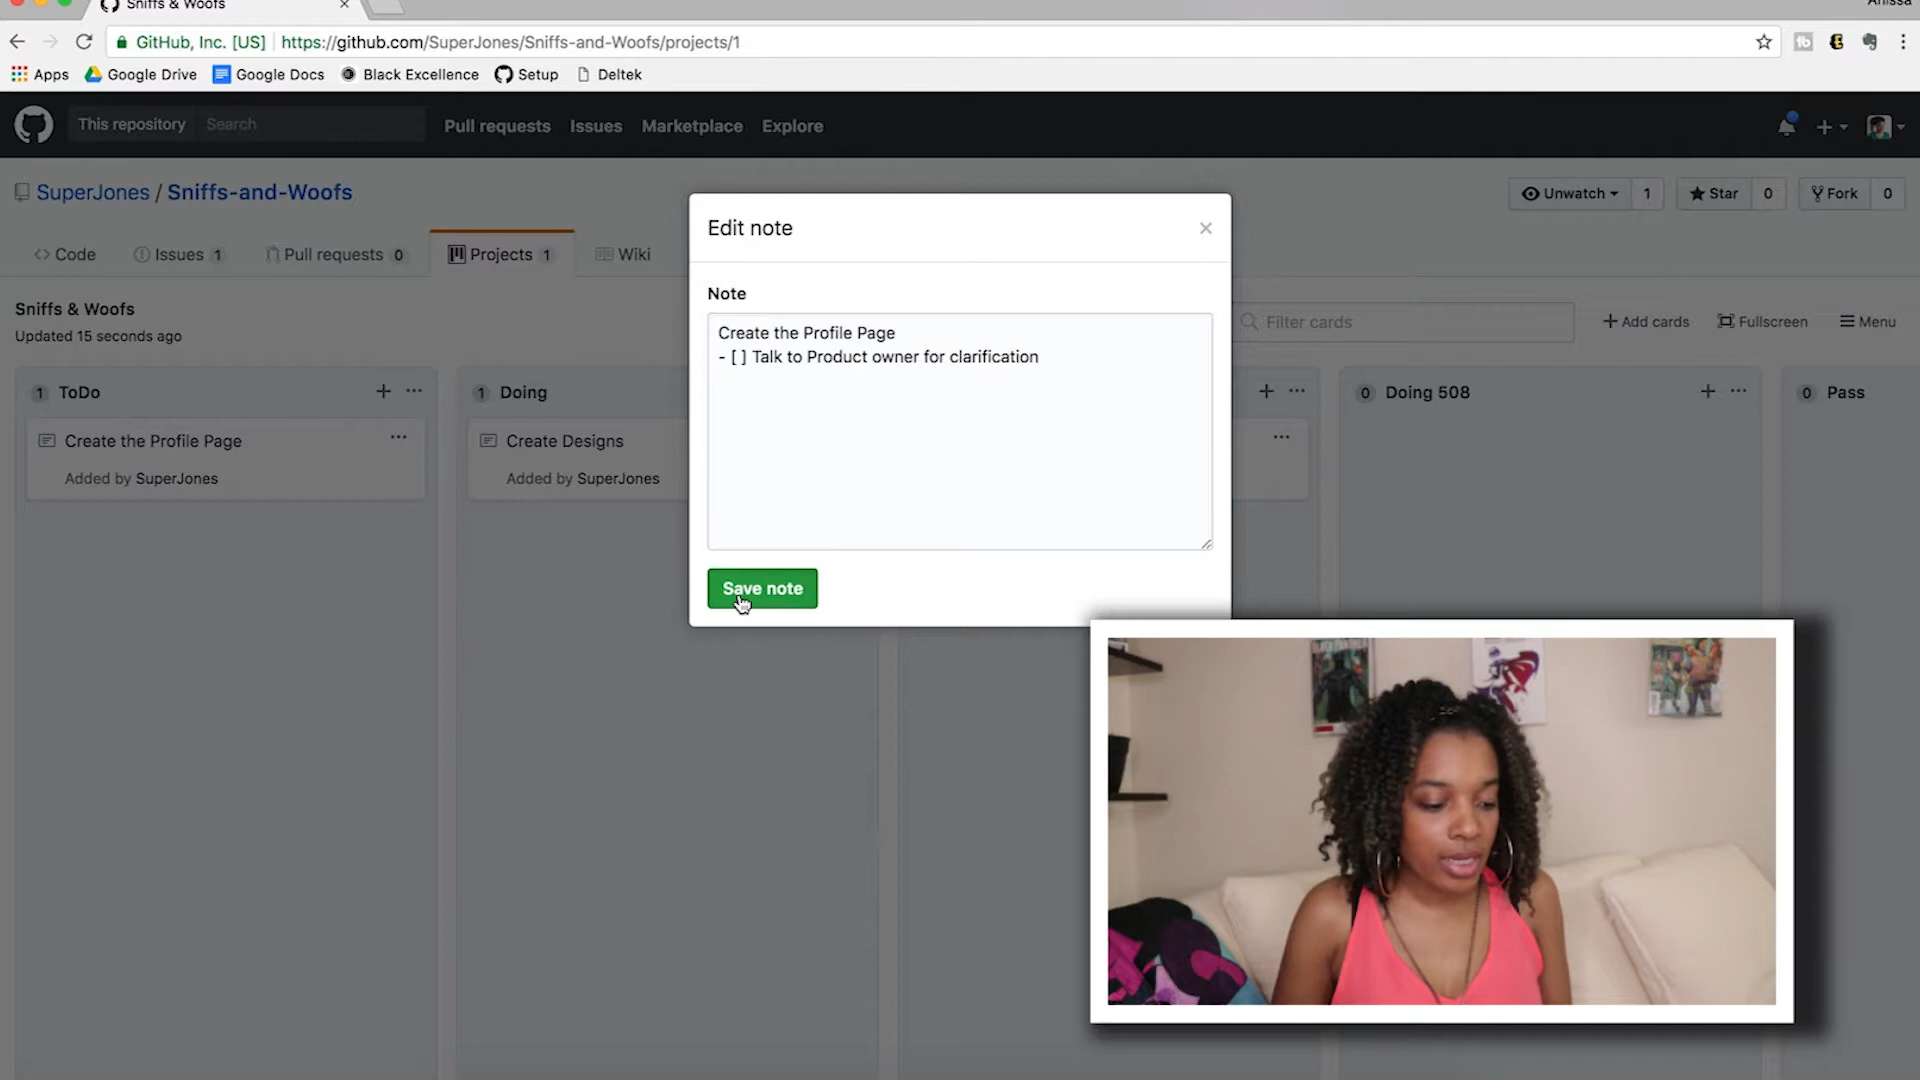 Sniffs & Woofs
Anissa
GitHub, Inc. [US] https://github.com/SuperJones/Sniffs-and-Woofs/projects/1
Apps Google Drive Google Docs Black Excellence Setup Deltek
This repository Search Pull requests Issues Marketplace Explore
SuperJones / Sniffs-and-Woofs
Unwatch 1 Star 0 Fork 0
Code Issues 1 Pull requests 0 Projects 1 Wiki
Sniffs & Woofs
Updated 15 seconds ago
Filter cards
Add cards Fullscreen Menu
Edit note
Note
Create the Profile Page
- [ ] Talk to Product owner for clarification
Save note
1 ToDo
Create the Profile Page
Added by SuperJones
1 Doing
Create Designs
Added by SuperJones
0 Doing 508
0 Pass